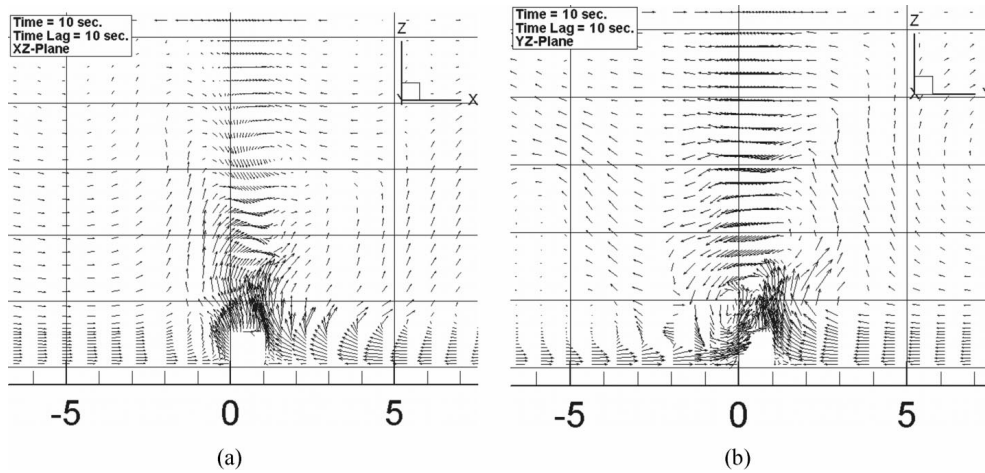 Time = 10 sec.
Time Lag = 10 sec.
XZ-Plane
Z
X
-5
0
5
(a)
Time = 10 sec.
Time Lag = 10 sec.
YZ-Plane
Z
X
-5
0
5
(b)